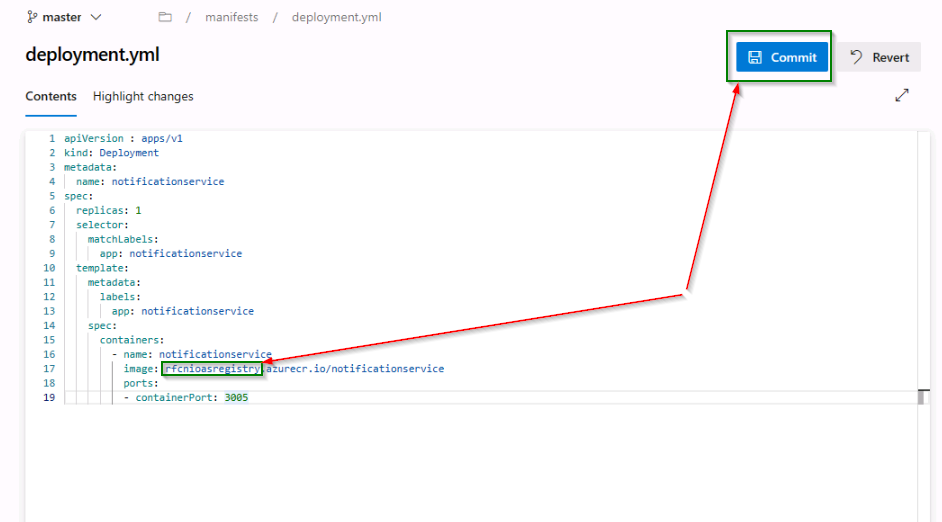 master / manifests / deployment.yml
deployment.yml
Commit Revert
Contents Highlight changes
1 apiVersion : apps/v1
2 kind: Deployment
3 metadata:
4 name: notificationservice
5 spec:
6 replicas: 1
7 selector:
8 matchLabels:
9 app: notificationservice
10 template:
11 metadata:
12 labels:
13 app: notificationservice
14 spec:
15 containers:
16 - name: notificationservice
17 image: rfcnioasregistry.azurecr.io/notificationservice
18 ports:
19 - containerPort: 3005